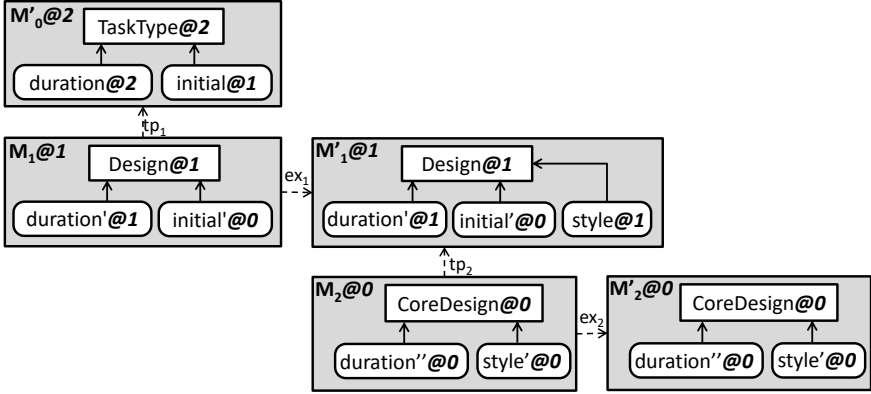 M'0@2
TaskType@2
duration@2 initial@1
tp1
M1@1
Design@1
duration'@1 initial'@0
ex1
M'1@1
Design@1
duration'@1 initial’@0 style@1
tp2
M2@0
CoreDesign@0
duration’’@0 style’@0
ex2
M'2@0
CoreDesign@0
duration’’@0 style’@0